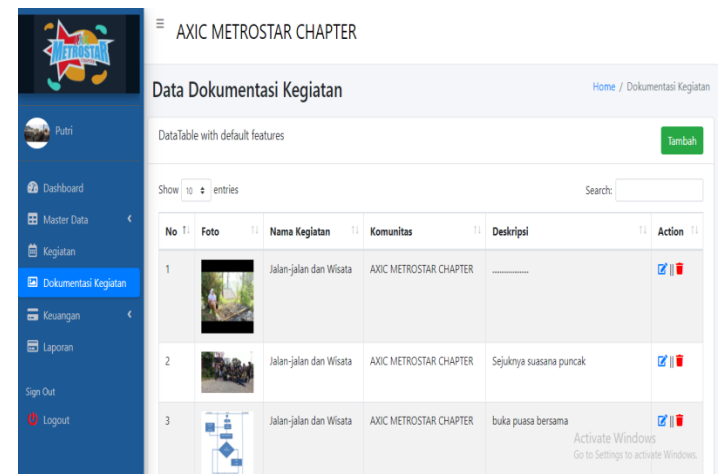 METROSTAR
AXIC METROSTAR CHAPTER
Data Dokumentasi Kegiatan
Home / Dokumentasi Kegiatan
Putri
DataTable with default features
Tambah
Dashboard
Master Data
Kegiatan
Dokumentasi Kegiatan
Keuangan
Laporan
Sign Out
Logout
Show 10 entries
Search:
No Foto Nama Kegiatan Komunitas Deskripsi Action
1 Jalan-jalan dan Wisata AXIC METROSTAR CHAPTER ................ ||
2 Jalan-jalan dan Wisata AXIC METROSTAR CHAPTER Sejuknya suasana puncak ||
3 Jalan-jalan dan Wisata AXIC METROSTAR CHAPTER buka puasa bersama ||
Activate Windows
Go to Settings to activate Windows.